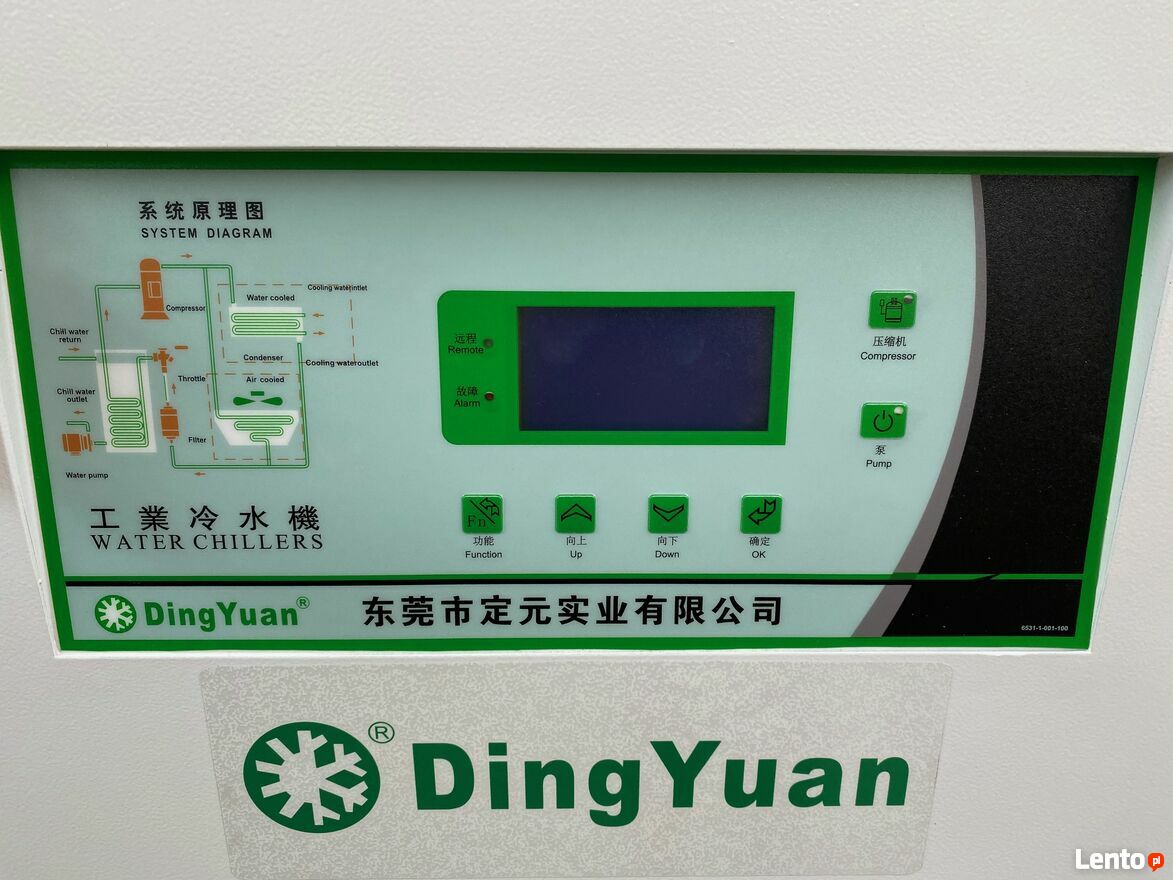 系统原理图
SYSTEM DIAGRAM
Compressor
Water cooled
Cooling waterintlet
Chill water
return
Condenser
Cooling wateroutlet
Throttle
Air cooied
Chill water
outlet
FIlter
Water pump
工業冷水機
WATER CHILLERS
远程
Remote
故障
Alarm
压缩机
Compressor
泵
Pump
Fn
功能
Function
向上
Up
向下
Down
确定
OK
DingYuan®
东莞市定元实业有限公司
6531-1-001-100
® DingYuan
Lento pl